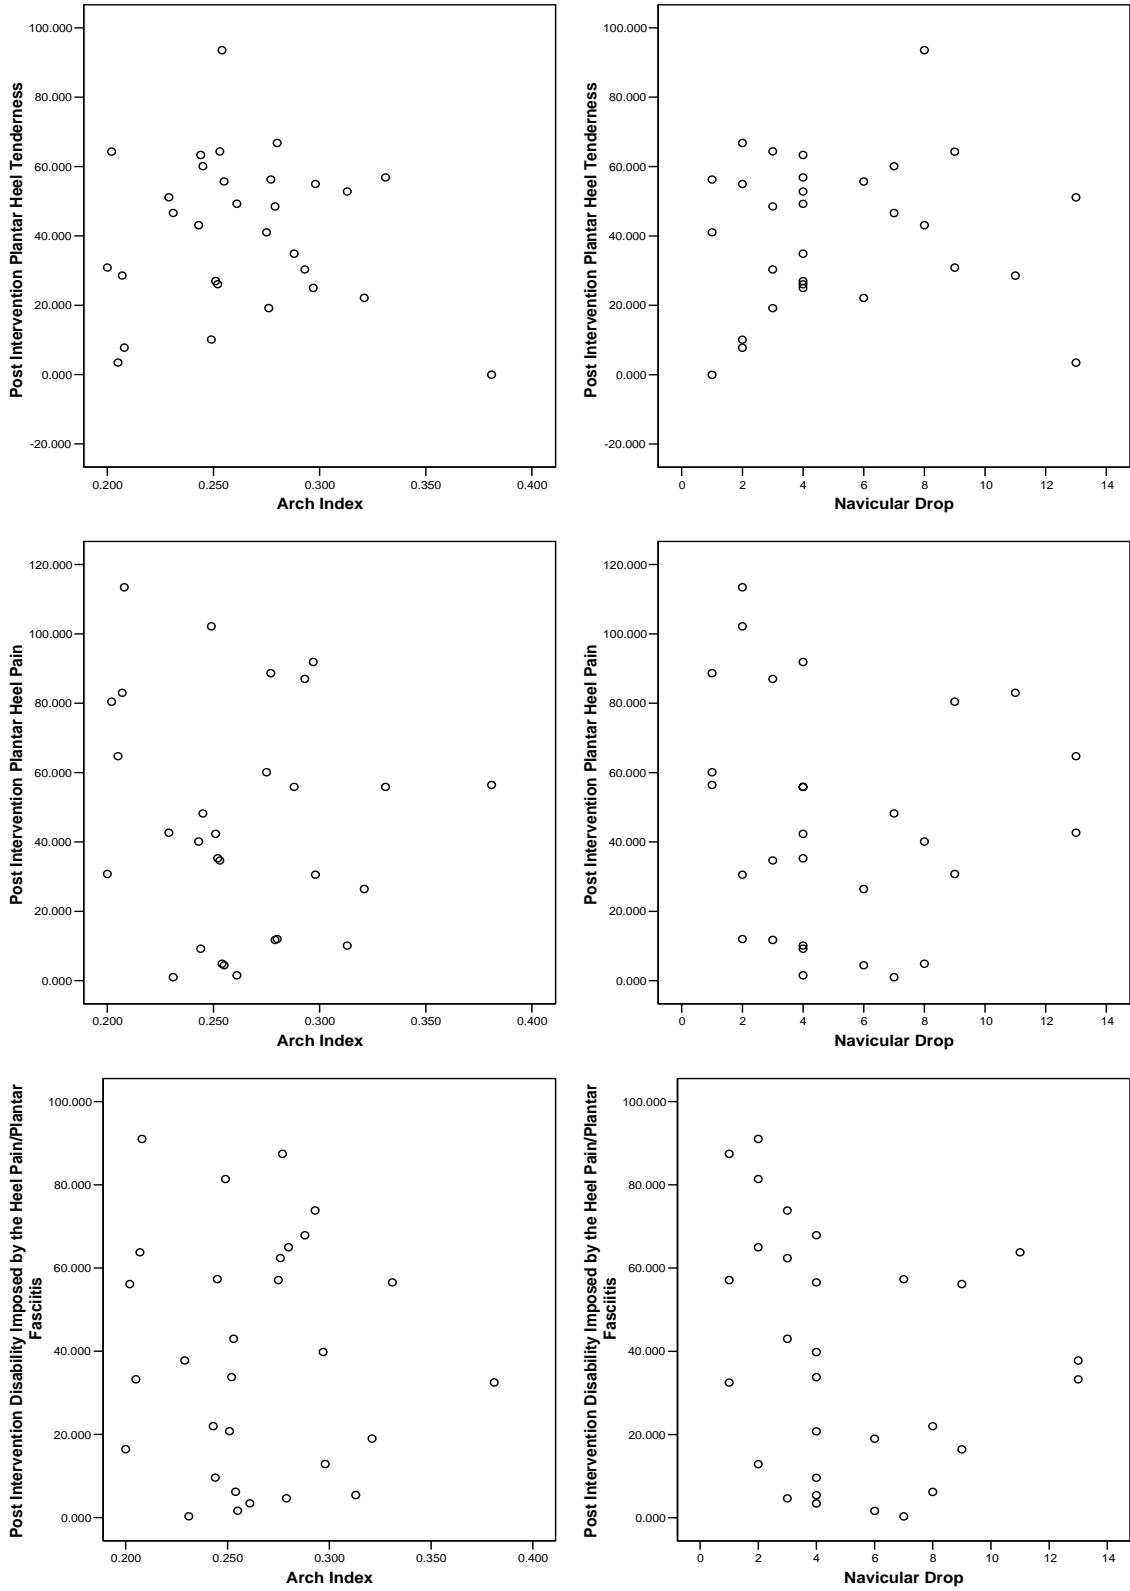 100.000
80.000
60.000
40.000
20.000
0.000
-20.000
Post Intervention Plantar Heel Tenderness
0.200 0.250 0.300 0.350 0.400
Arch Index
100.000
80.000
60.000
40.000
20.000
0.000
-20.000
Post Intervention Plantar Heel Tenderness
0 2 4 6 8 10 12 14
Navicular Drop
120.000
100.000
80.000
60.000
40.000
20.000
0.000
Post Intervention Plantar Heel Pain
0.200 0.250 0.300 0.350 0.400
Arch Index
120.000
100.000
80.000
60.000
40.000
20.000
0.000
Post Intervention Plantar Heel Pain
0 2 4 6 8 10 12 14
Navicular Drop
100.000
80.000
60.000
40.000
20.000
0.000
Post Intervention Disability Imposed by the Heel Pain/Plantar
Fasciitis
0.200 0.250 0.300 0.350 0.400
Arch Index
100.000
80.000
60.000
40.000
20.000
0.000
Post Intervention Disability Imposed by the Heel Pain/Plantar
Fasciitis
0 2 4 6 8 10 12 14
Navicular Drop